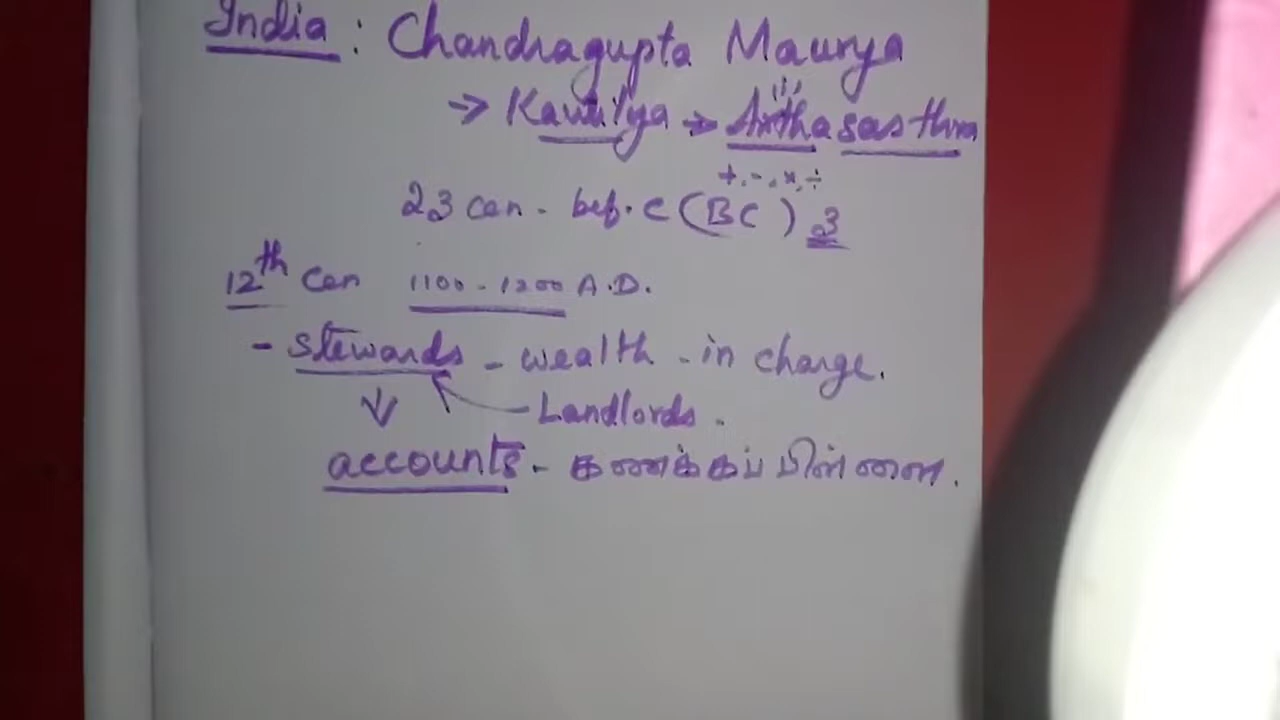 India : Chandragupta Maurya
→ Kautilya → Arthasasthra
+, -, ×, ÷
23 cen - bef. C (BC) 3
12th Cen 1100 - 1200 A.D.
- Stewards - wealth - in charge.
↓ Landlords.
accounts - கணக்கப்பிள்ளை.